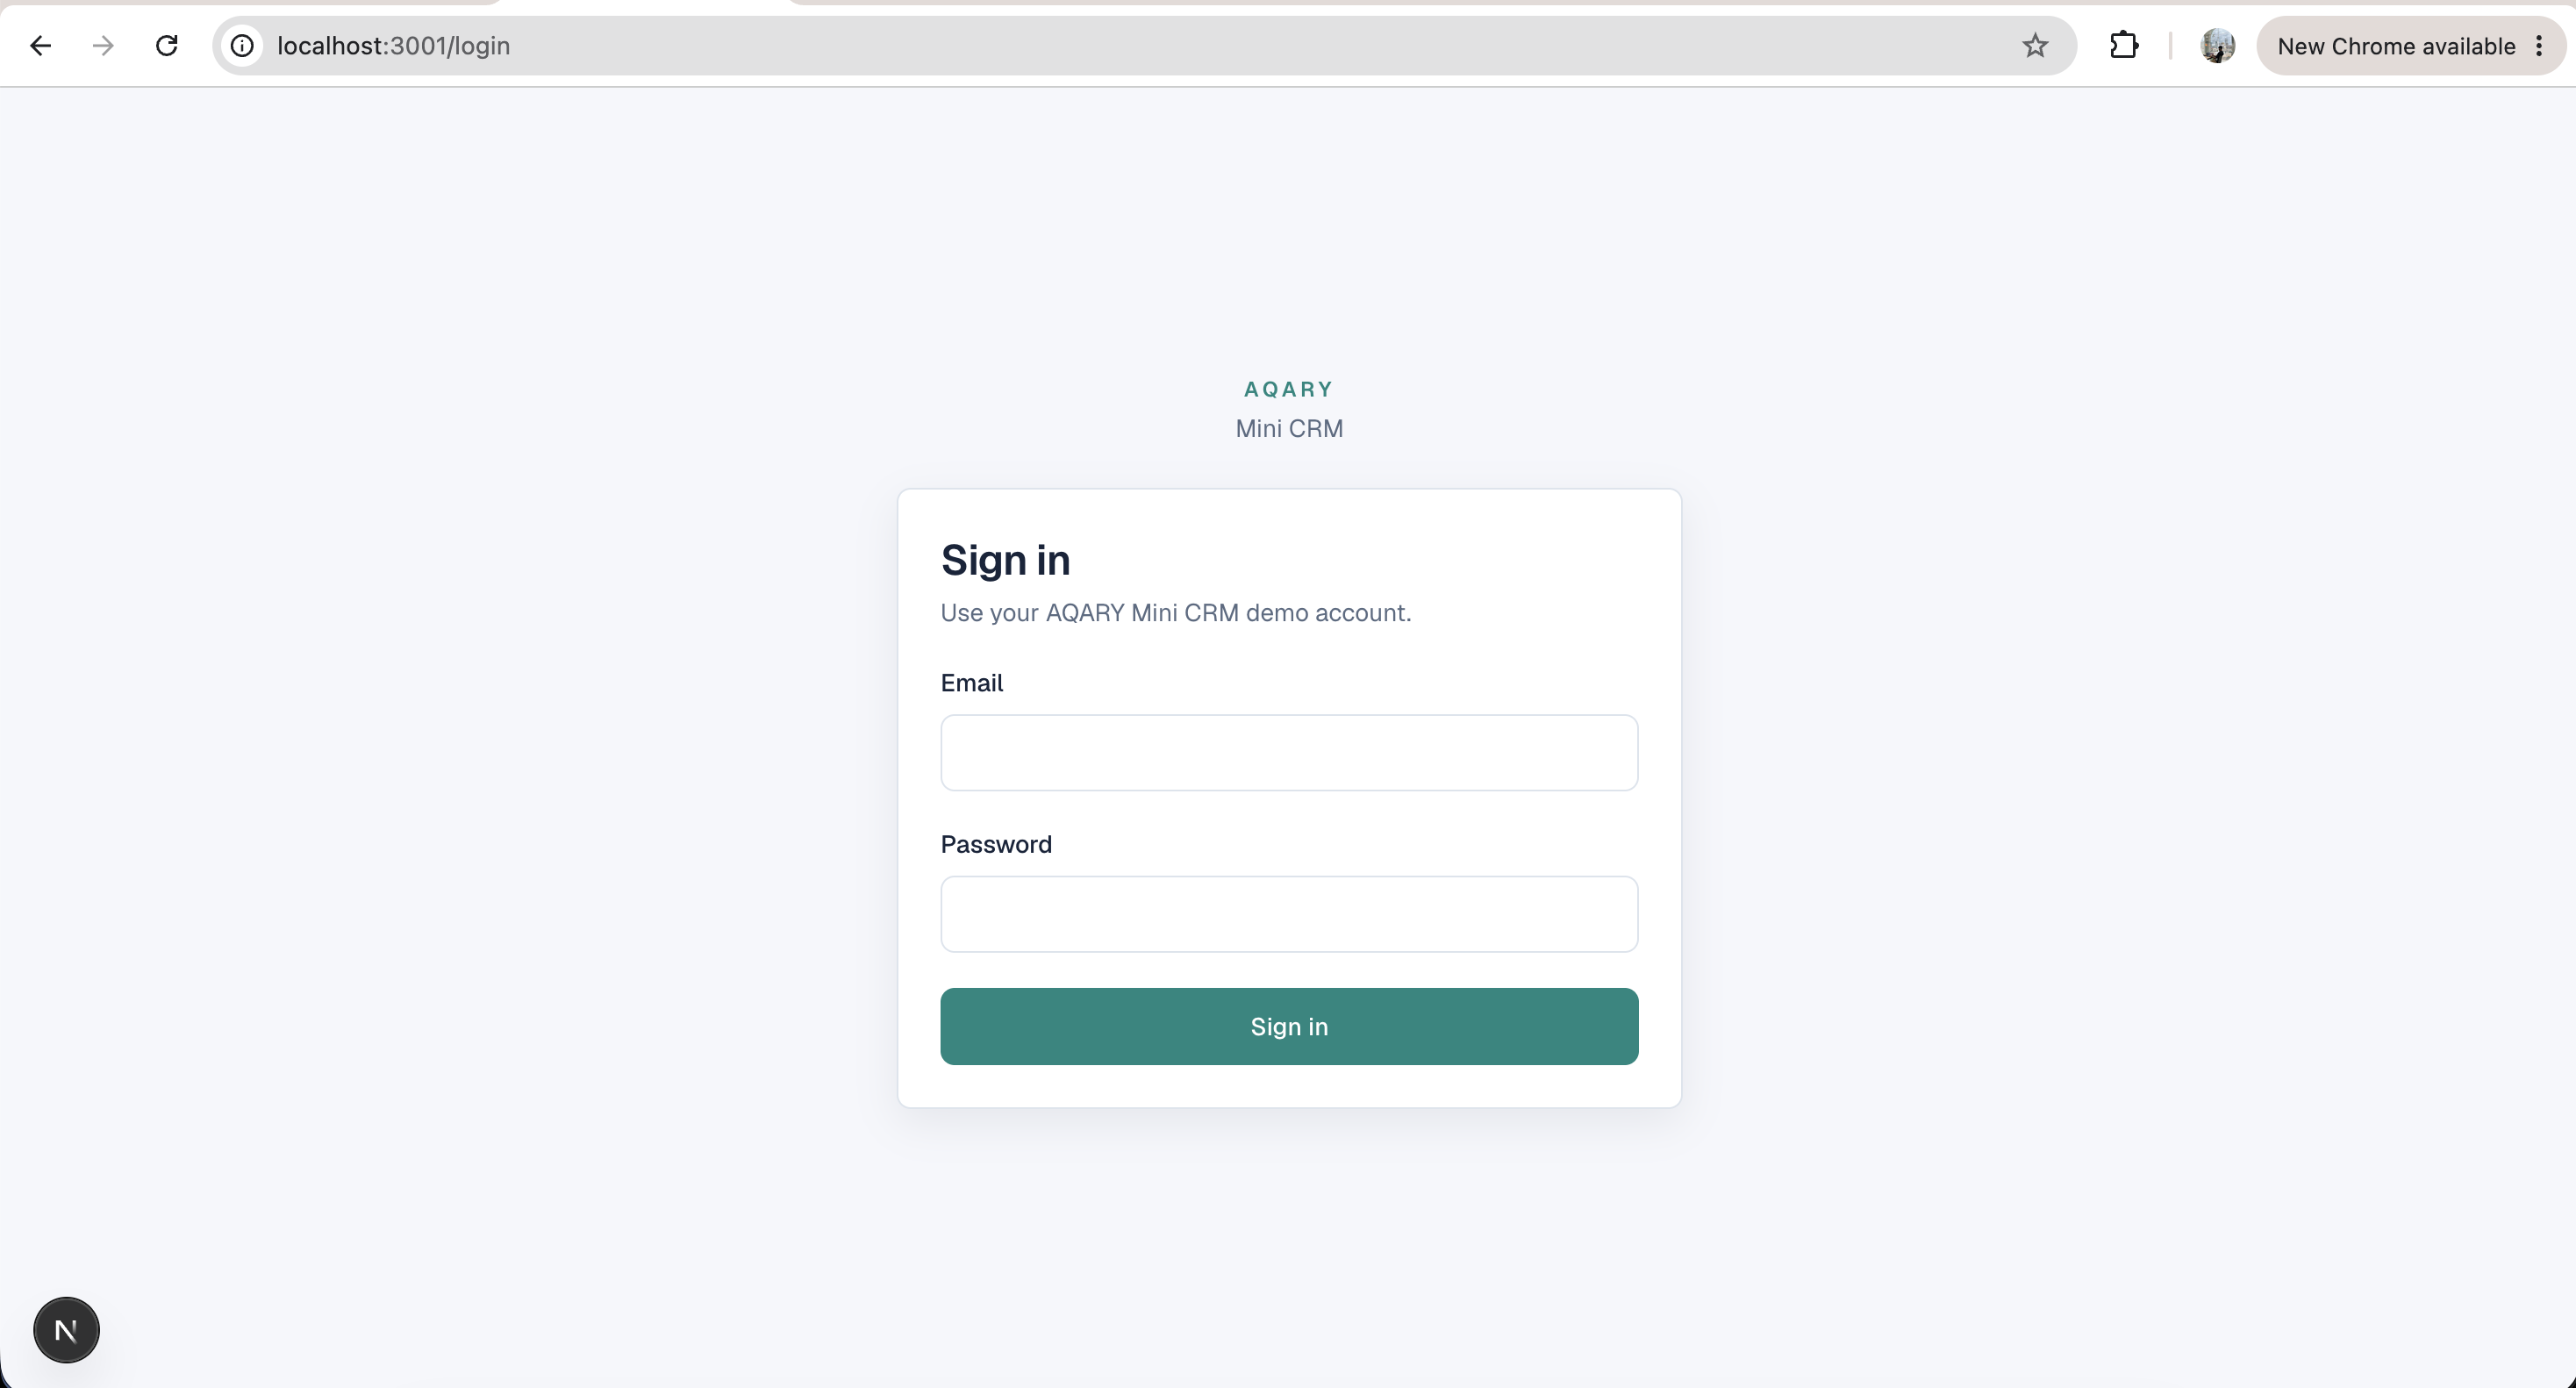 localhost:3001/login
New Chrome available
AQARY
Mini CRM
Sign in
Use your AQARY Mini CRM demo account.
Email
Password
Sign in
N